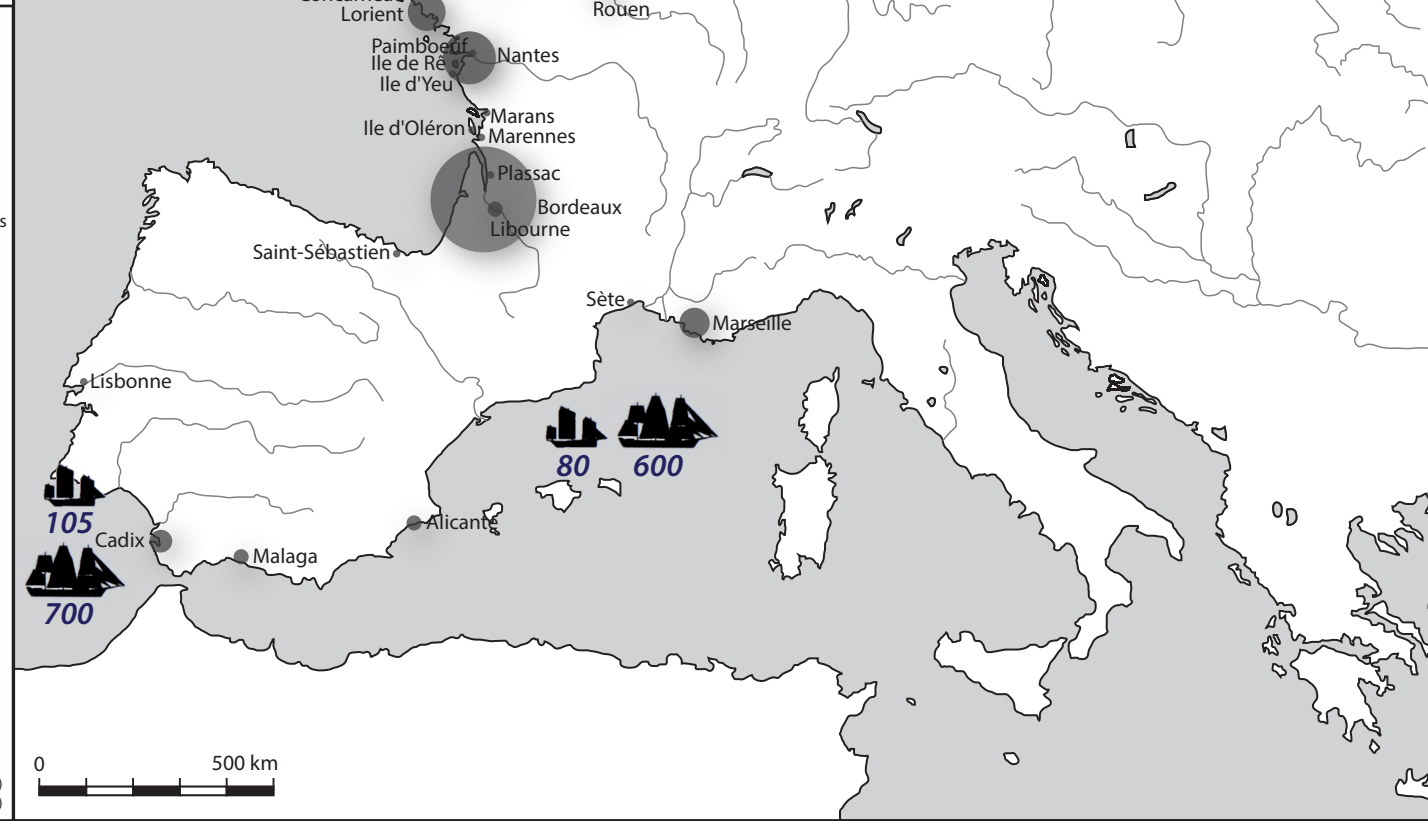 Lorient
Rouen
Paimboeuf
Nantes
Ile de Ré
Ile d'Yeu
Marans
Ile d'Oléron
Marennes
Plassac
Bordeaux
Libourne
Saint-Sébastien
Sète
Marseille
Lisbonne
80
600
105
Cadix
Alicante
Malaga
700
0
500 km